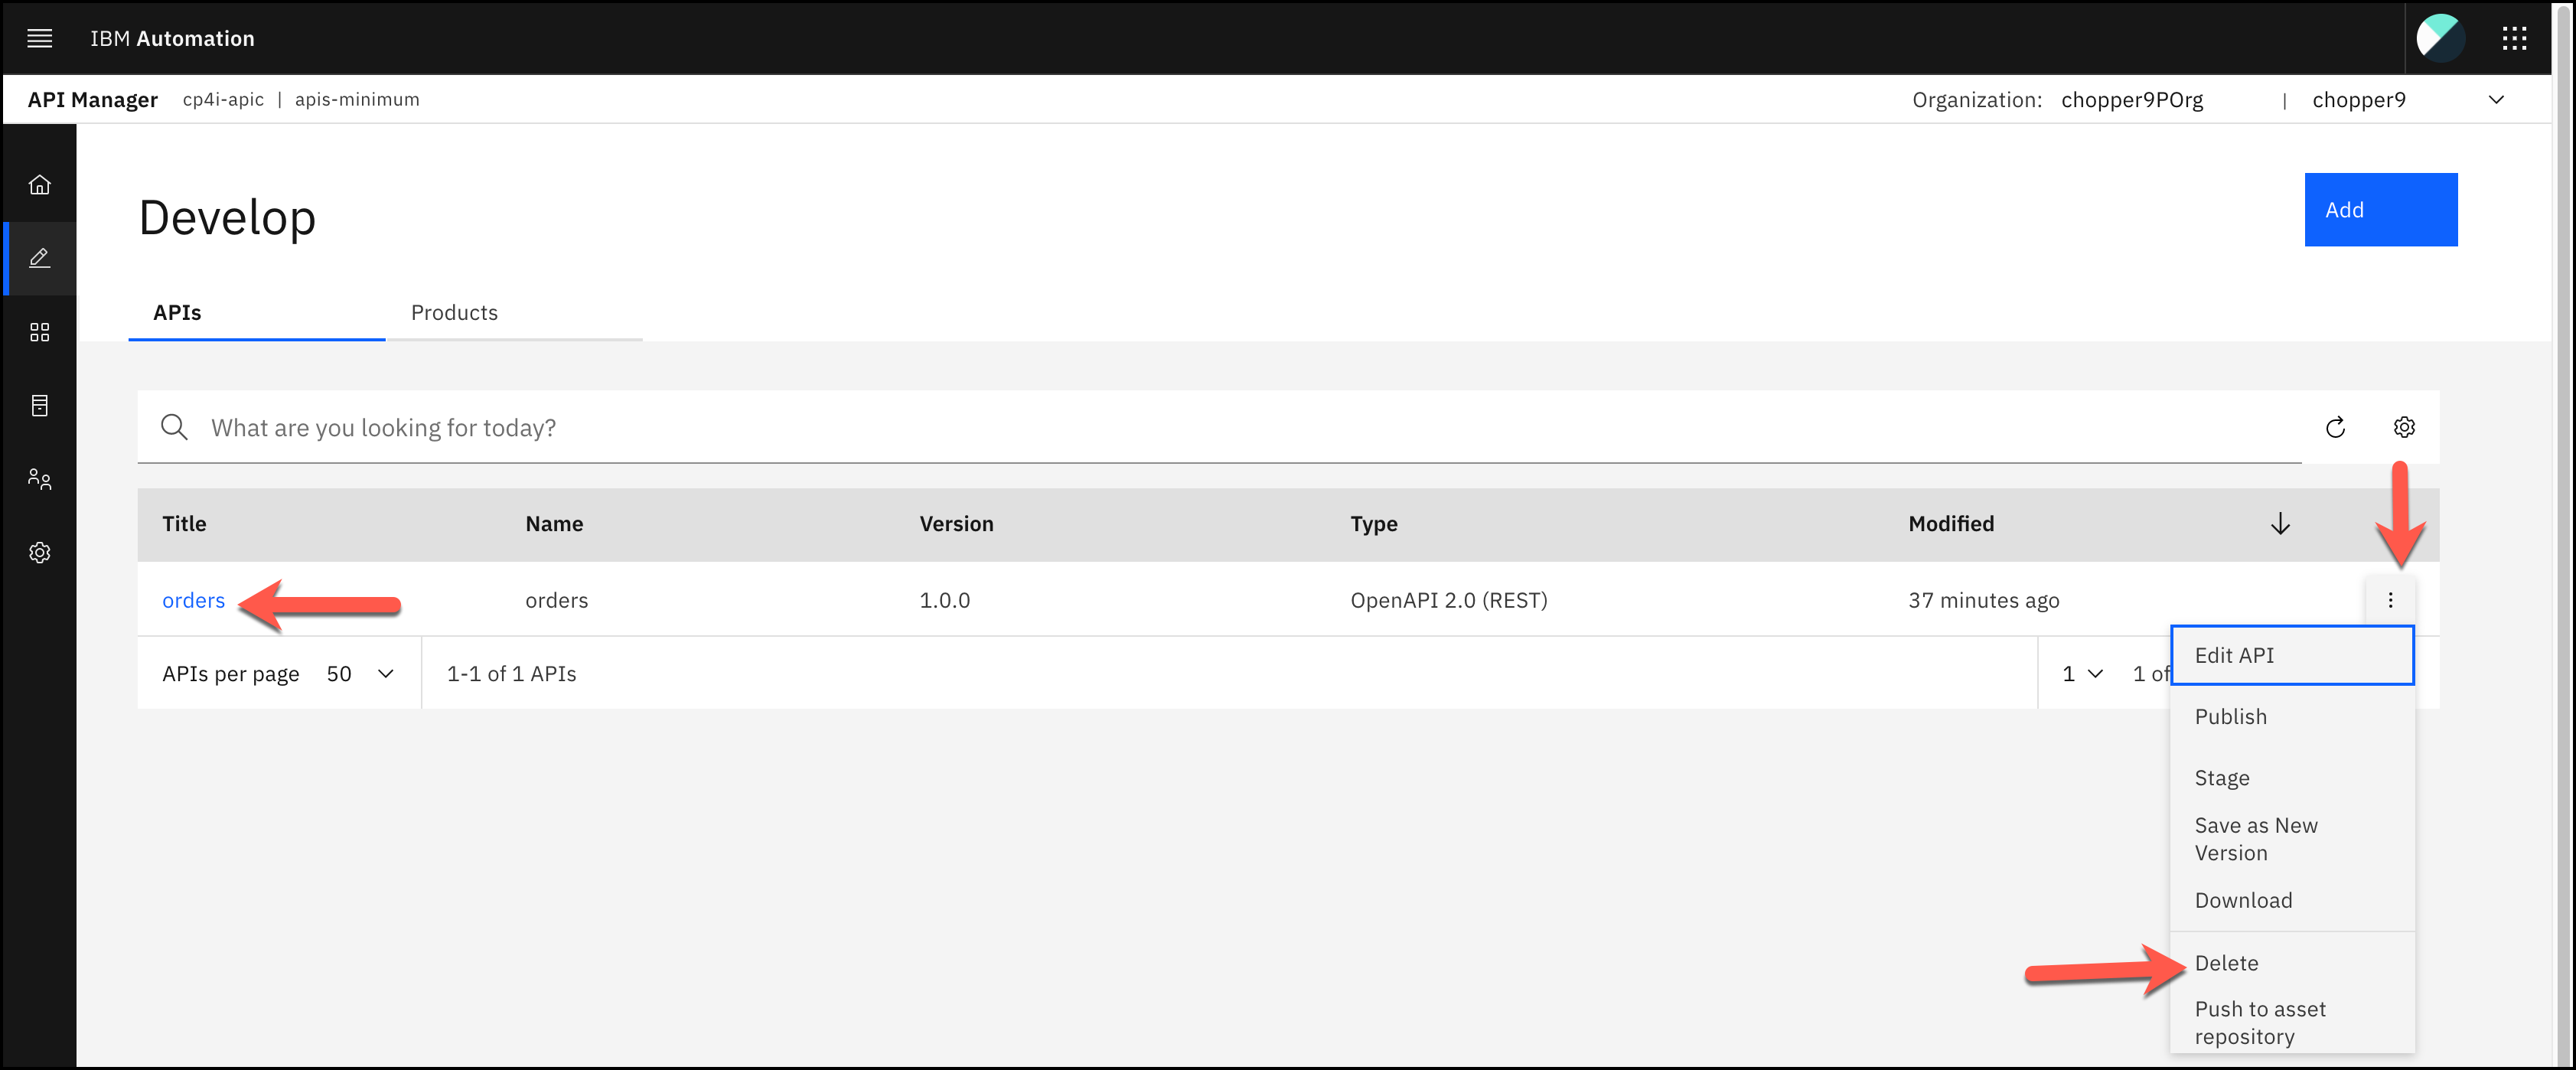 IBM Automation
API Manager cp4i-apic | apis-minimum Organization: chopper9POrg | chopper9
Develop
Add
APIs Products
What are you looking for today?
Title Name Version Type Modified
orders orders 1.0.0 OpenAPI 2.0 (REST) 37 minutes ago
APIs per page 50 1-1 of 1 APIs 1 1 of
Edit API
Publish
Stage
Save as New
Version
Download
Delete
Push to asset
repository